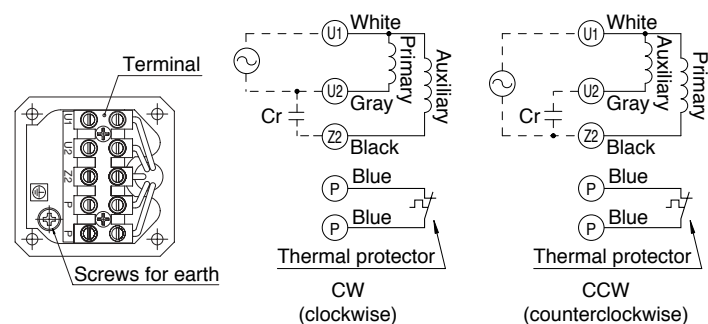 Terminal
U1
U2
Z2
P
P
Screws for earth
U1
White
Primary
Auxiliary
U2
Gray
Cr
Z2
Black
P
Blue
P
Blue
Thermal protector
CW
(clockwise)
U1
White
Auxiliary
Primary
U2
Gray
Cr
Z2
Black
P
Blue
P
Blue
Thermal protector
CCW
(counterclockwise)